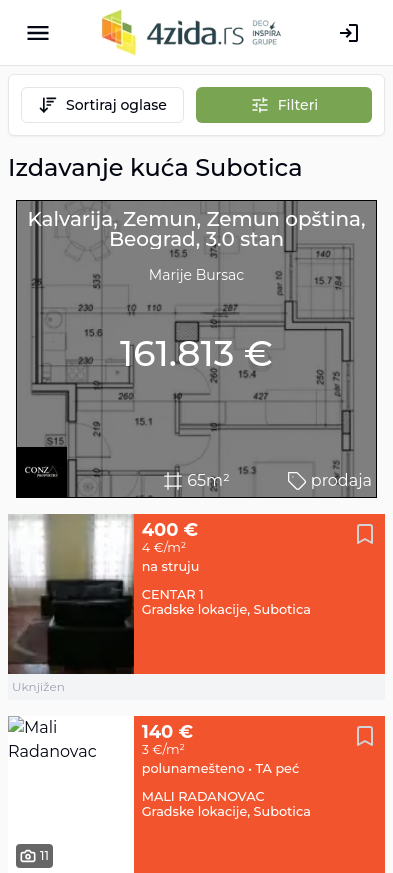 4zida.rs DEO INSPIRA GRUPE
Sortiraj oglase
Filteri
Izdavanje kuća Subotica
Kalvarija, Zemun, Zemun opština,
Beograd, 3.0 stan
Marije Bursac
161.813 €
CONZA
PROPERTIES
65m²
prodaja
400 €
4 €/m²
na struju
CENTAR 1
Gradske lokacije, Subotica
Uknjižen
Mali
Radanovac
11
140 €
3 €/m²
polunamešteno • TA peć
MALI RADANOVAC
Gradske lokacije, Subotica